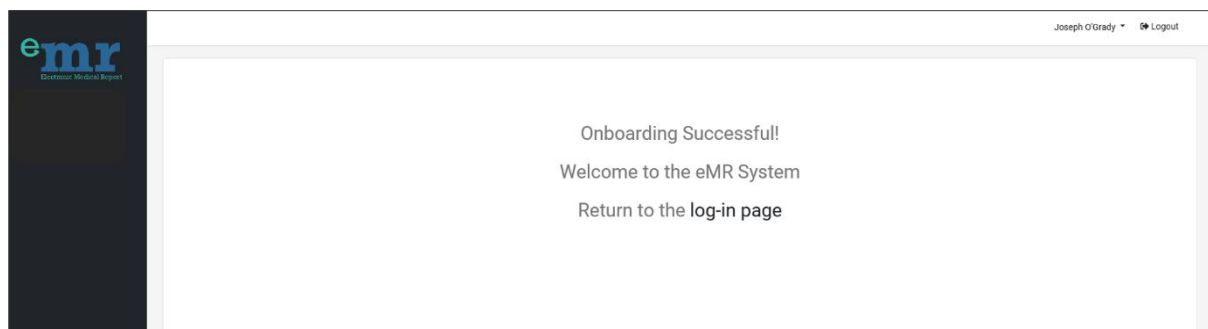 emr
Electronic Medical Report
Joseph O'Grady
Logout
Onboarding Successful!
Welcome to the eMR System
Return to the log-in page